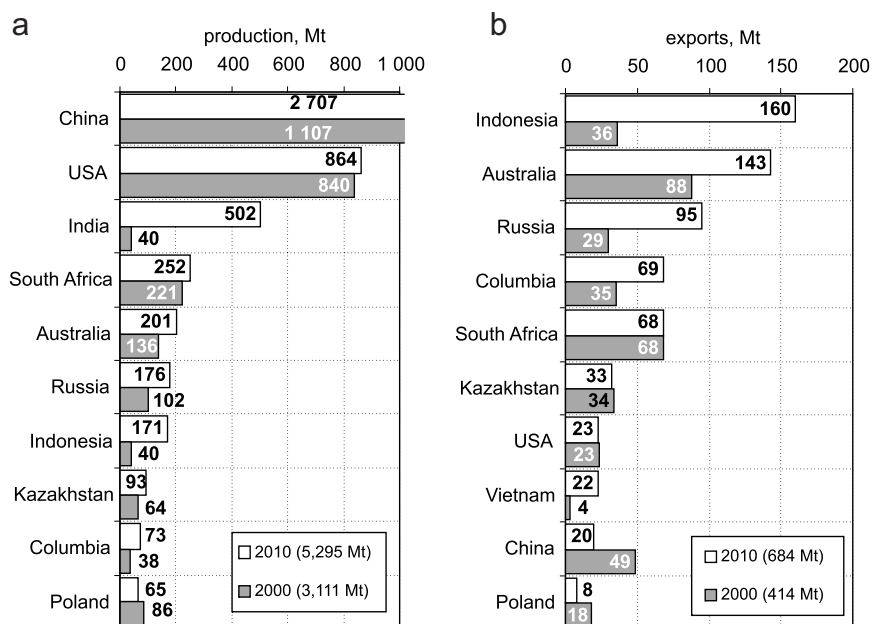 a
production, Mt
0 200 400 600 800 1 000
China 2 707
1 107
USA 864
840
India 502
40
South Africa 252
221
Australia 201
136
Russia 176
102
Indonesia 171
40
Kazakhstan 93
64
Columbia 73
38
Poland 65
86
2010 (5,295 Mt)
2000 (3,111 Mt)
b
exports, Mt
0 50 100 150 200
Indonesia 160
36
Australia 143
88
Russia 95
29
Columbia 69
35
South Africa 68
68
Kazakhstan 33
34
USA 23
23
Vietnam 22
4
China 20
49
Poland 8
18
2010 (684 Mt)
2000 (414 Mt)